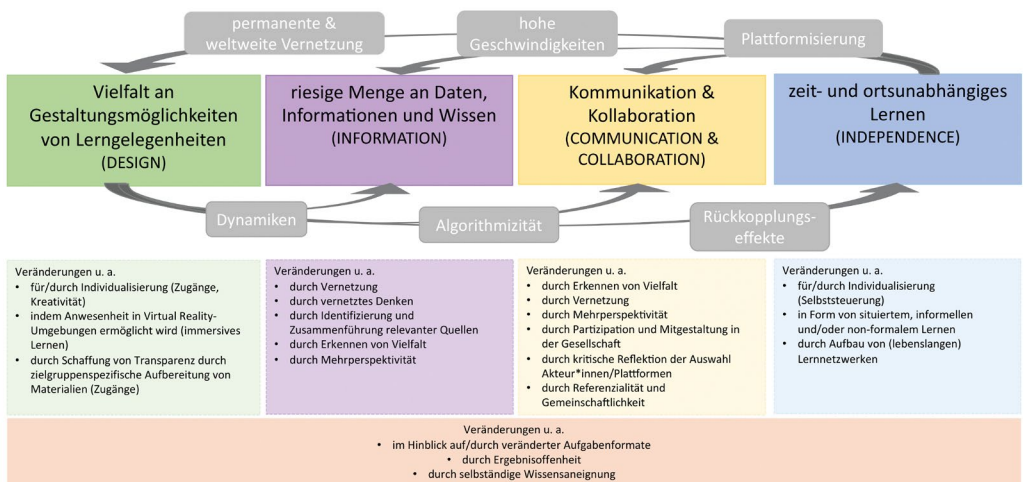 permanente &
weltweite Vernetzung
hohe
Geschwindigkeiten
Plattformisierung
Vielfalt an
Gestaltungsmöglichkeiten
von Lerngelegenheiten
(DESIGN)
riesige Menge an Daten,
Informationen und Wissen
(INFORMATION)
Kommunikation &
Kollaboration
(COMMUNICATION &
COLLABORATION)
zeit- und ortsunabhängiges
Lernen
(INDEPENDENCE)
Dynamiken
Algorithmizität
Rückkopplungs-
effekte
Veränderungen u. a.
• für/durch Individualisierung (Zugänge,
Kreativität)
• indem Anwesenheit in Virtual Reality-
Umgebungen ermöglicht wird (immersives
Lernen)
• durch Schaffung von Transparenz durch
zielgruppenspezifische Aufbereitung von
Materialien (Zugänge)
Veränderungen u. a.
• durch Vernetzung
• durch vernetztes Denken
• durch Identifizierung und
Zusammenführung relevanter Quellen
• durch Erkennen von Vielfalt
• durch Mehrperspektivität
Veränderungen u. a.
• durch Erkennen von Vielfalt
• durch Vernetzung
• durch Mehrperspektivität
• durch Partizipation und Mitgestaltung in
der Gesellschaft
• durch kritische Reflektion der Auswahl
Akteur*innen/Plattformen
• durch Referenzialität und
Gemeinschaftlichkeit
Veränderungen u. a.
• für/durch Individualisierung
(Selbststeuerung)
• in Form von situiertem, informellen
und/oder non-formalem Lernen
• durch Aufbau von (lebenslangen)
Lernnetzwerken
Veränderungen u. a.
• im Hinblick auf/durch veränderter Aufgabenformate
• durch Ergebnisoffenheit
• durch selbständige Wissensaneignung